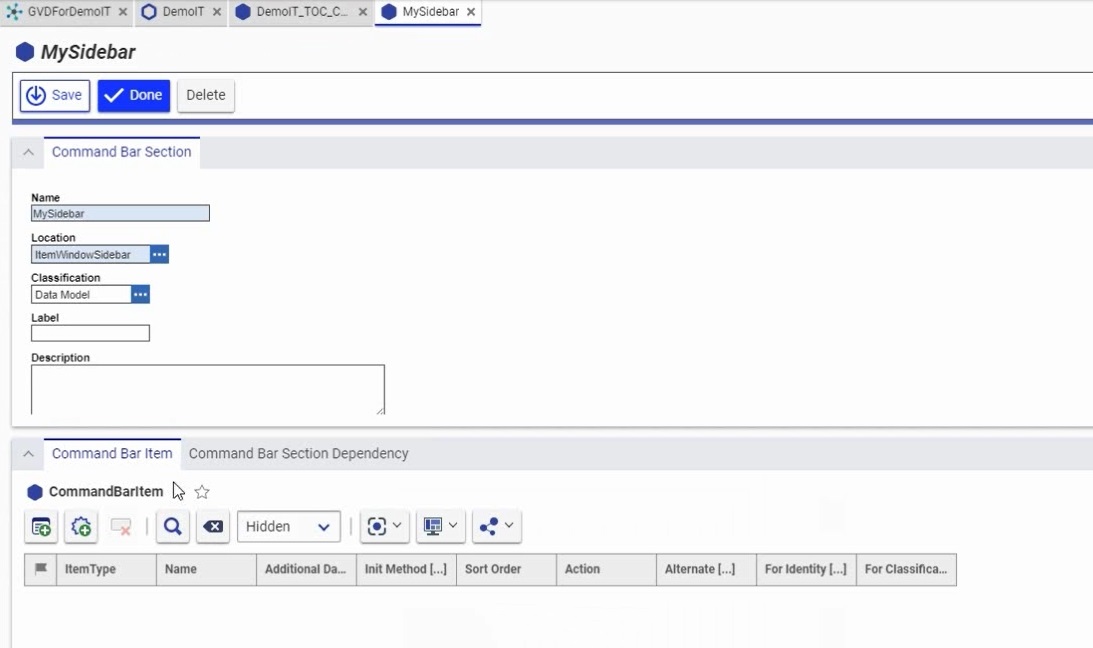 GVDForDemoIT DemoIT DemoIT_TOC_C... MySidebar
MySidebar
Save Done Delete
Command Bar Section
Name
MySidebar
Location
ItemWindowSidebar
Classification
Data Model
Label
Description
Command Bar Item Command Bar Section Dependency
CommandBarItem
Hidden
ItemType Name Additional Da... Init Method [...] Sort Order Action Alternate [...] For Identity [...] For Classifica...